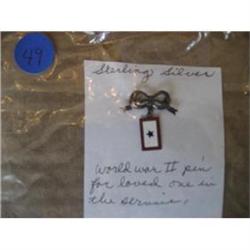 49
Sterling Silver
World War II pin
for loved one in
the service,